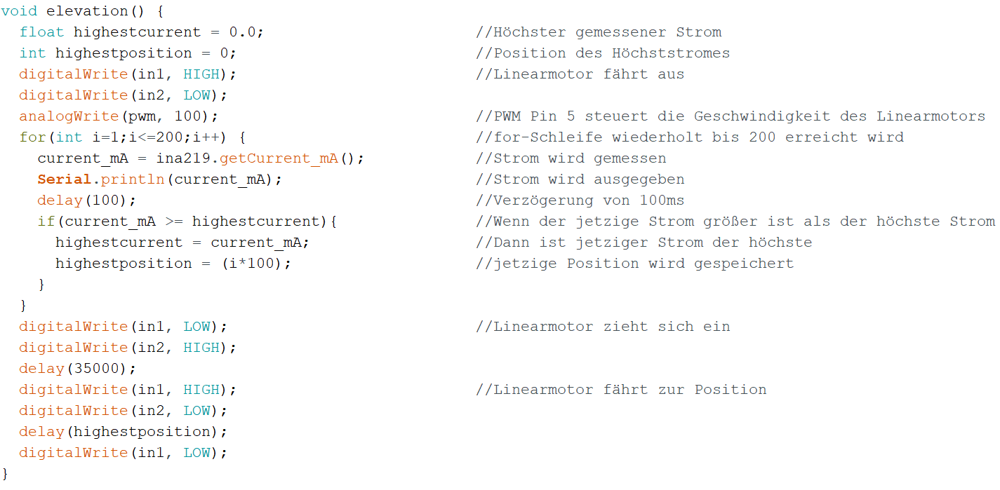 void elevation() {
  float highestcurrent = 0.0;                       //Höchster gemessener Strom
  int highestposition = 0;                          //Position des Höchststromes
  digitalWrite(in1, HIGH);                          //Linearmotor fährt aus
  digitalWrite(in2, LOW);
  analogWrite(pwm, 100);                            //PWM Pin 5 steuert die Geschwindigkeit des Linearmotors
  for(int i=1;i<=200;i++) {                         //for-Schleife wiederholt bis 200 erreicht wird
    current_mA = ina219.getCurrent_mA();            //Strom wird gemessen
    Serial.println(current_mA);                     //Strom wird ausgegeben
    delay(100);                                     //Verzögerung von 100ms
    if(current_mA >= highestcurrent){               //Wenn der jetzige Strom größer ist als der höchste Strom
      highestcurrent = current_mA;                  //Dann ist jetziger Strom der höchste
      highestposition = (i*100);                    //jetzige Position wird gespeichert
    }
  }
  digitalWrite(in1, LOW);                           //Linearmotor zieht sich ein
  digitalWrite(in2, HIGH);
  delay(35000);
  digitalWrite(in1, HIGH);                          //Linearmotor fährt zur Position
  digitalWrite(in2, LOW);
  delay(highestposition);
  digitalWrite(in1, LOW);
}